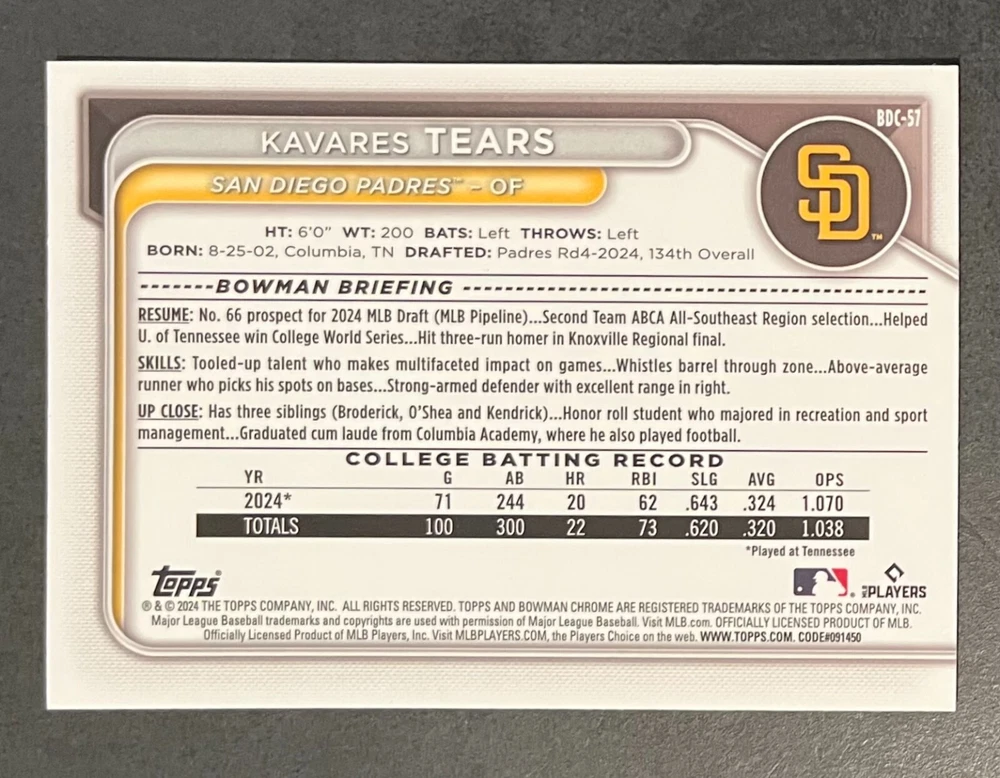 BDC-57
KAVARES TEARS
SAN DIEGO PADRES™ – OF
SD™
HT: 6'0" WT: 200 BATS: Left THROWS: Left
BORN: 8-25-02, Columbia, TN DRAFTED: Padres Rd4-2024, 134th Overall
-------BOWMAN BRIEFING -------
RESUME: No. 66 prospect for 2024 MLB Draft (MLB Pipeline)...Second Team ABCA All-Southeast Region selection...Helped
U. of Tennessee win College World Series...Hit three-run homer in Knoxville Regional final.
SKILLS: Tooled-up talent who makes multifaceted impact on games...Whistles barrel through zone...Above-average
runner who picks his spots on bases...Strong-armed defender with excellent range in right.
UP CLOSE: Has three siblings (Broderick, O'Shea and Kendrick)...Honor roll student who majored in recreation and sport
management...Graduated cum laude from Columbia Academy, where he also played football.
COLLEGE BATTING RECORD
YR G AB HR RBI SLG AVG OPS
2024* 71 244 20 62 .643 .324 1.070
TOTALS 100 300 22 73 .620 .320 1.038
*Played at Tennessee
Topps® ® MLB PLAYERS
® & © 2024 THE TOPPS COMPANY, INC. ALL RIGHTS RESERVED. TOPPS AND BOWMAN CHROME ARE REGISTERED TRADEMARKS OF THE TOPPS COMPANY, INC.
Major League Baseball trademarks and copyrights are used with permission of Major League Baseball. Visit MLB.com. OFFICIALLY LICENSED PRODUCT OF MLB.
Officially Licensed Product of MLB Players, Inc. Visit MLBPLAYERS.COM, the Players Choice on the web. WWW.TOPPS.COM. CODE#091450